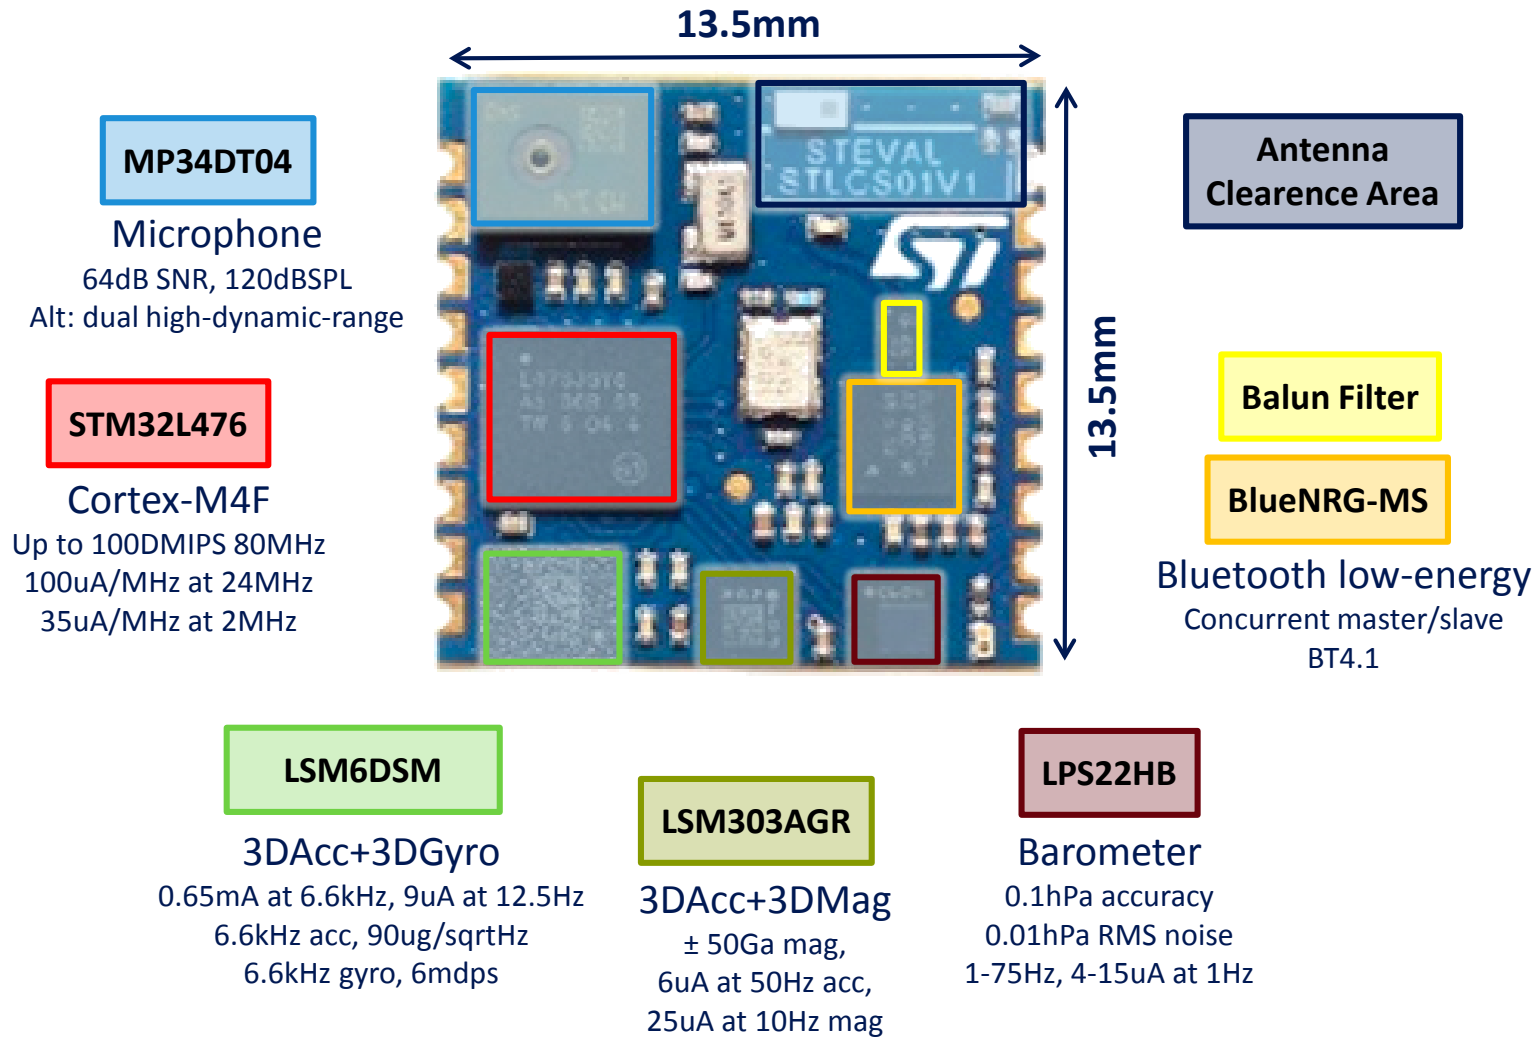 13.5mm
MP34DT04
Microphone
64dB SNR, 120dBSPL
Alt: dual high-dynamic-range
STM32L476
Cortex-M4F
Up to 100DMIPS 80MHz
100uA/MHz at 24MHz
35uA/MHz at 2MHz
STEVAL
STLCS01V1
ST
13.5mm
Antenna
Clearence Area
Balun Filter
BlueNRG-MS
Bluetooth low-energy
Concurrent master/slave
BT4.1
LSM6DSM
3DAcc+3DGyro
0.65mA at 6.6kHz, 9uA at 12.5Hz
6.6kHz acc, 90ug/sqrtHz
6.6kHz gyro, 6mdps
LSM303AGR
3DAcc+3DMag
± 50Ga mag,
6uA at 50Hz acc,
25uA at 10Hz mag
LPS22HB
Barometer
0.1hPa accuracy
0.01hPa RMS noise
1-75Hz, 4-15uA at 1Hz